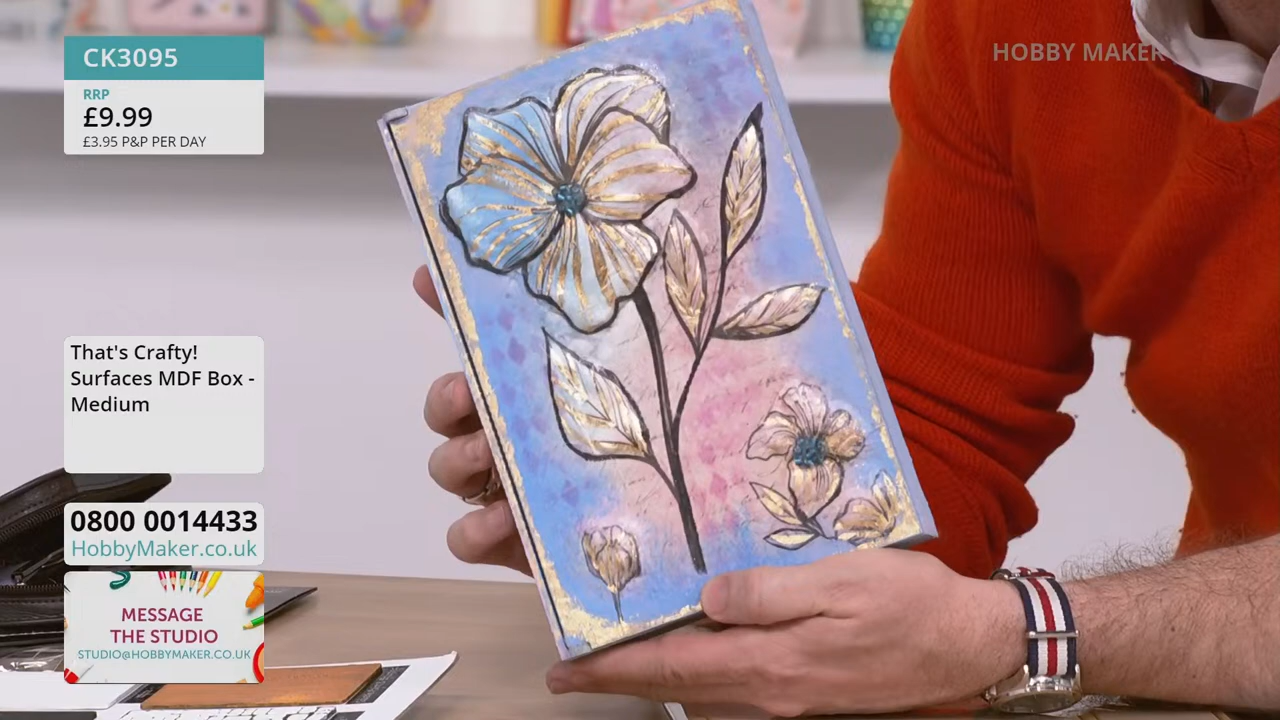 CK3095
RRP
£9.99
£3.95 P&P PER DAY
HOBBY MAKER
That's Crafty!
Surfaces MDF Box -
Medium
0800 0014433
HobbyMaker.co.uk
MESSAGE
THE STUDIO
STUDIO@HOBBYMAKER.CO.UK